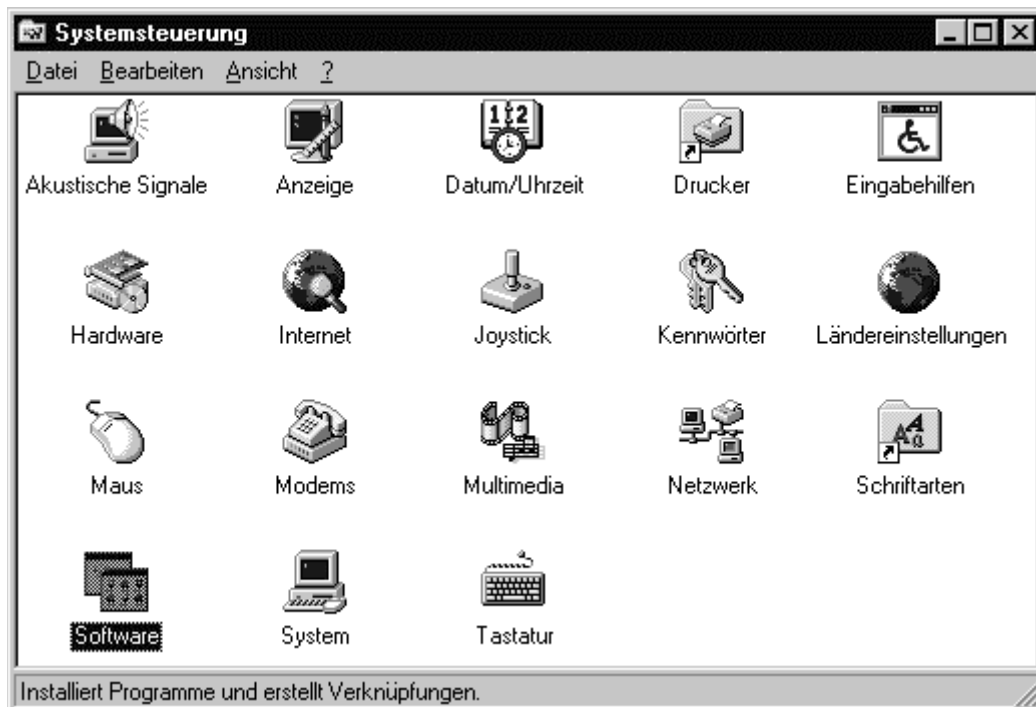 Systemsteuerung
Datei Bearbeiten Ansicht ?
Akustische Signale Anzeige Datum/Uhrzeit Drucker Eingabehilfen
Hardware Internet Joystick Kennwörter Ländereinstellungen
Maus Modems Multimedia Netzwerk Schriftarten
Software System Tastatur
Installiert Programme und erstellt Verknüpfungen.